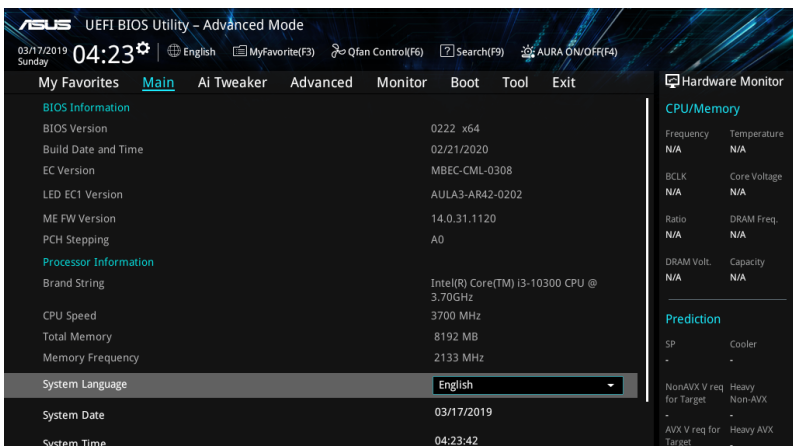 ASUS UEFI BIOS Utility – Advanced Mode
03/17/2019 Sunday 04:23 English MyFavorite(F3) Qfan Control(F6) ? Search(F9) AURA ON/OFF(F4)
My Favorites Main Ai Tweaker Advanced Monitor Boot Tool Exit
BIOS Information
BIOS Version 0222 x64
Build Date and Time 02/21/2020
EC Version MBEC-CML-0308
LED EC1 Version AULA3-AR42-0202
ME FW Version 14.0.31.1120
PCH Stepping A0
Processor Information
Brand String Intel(R) Core(TM) i3-10300 CPU @
3.70GHz
CPU Speed 3700 MHz
Total Memory 8192 MB
Memory Frequency 2133 MHz
System Language English
System Date 03/17/2019
System Time 04:23:42
Hardware Monitor
CPU/Memory
Frequency Temperature
N/A N/A
BCLK Core Voltage
N/A N/A
Ratio DRAM Freq.
N/A N/A
DRAM Volt. Capacity
N/A N/A
Prediction
SP Cooler
- -
NonAVX V req Heavy
for Target Non-AVX
- -
AVX V req for Heavy AVX
Target